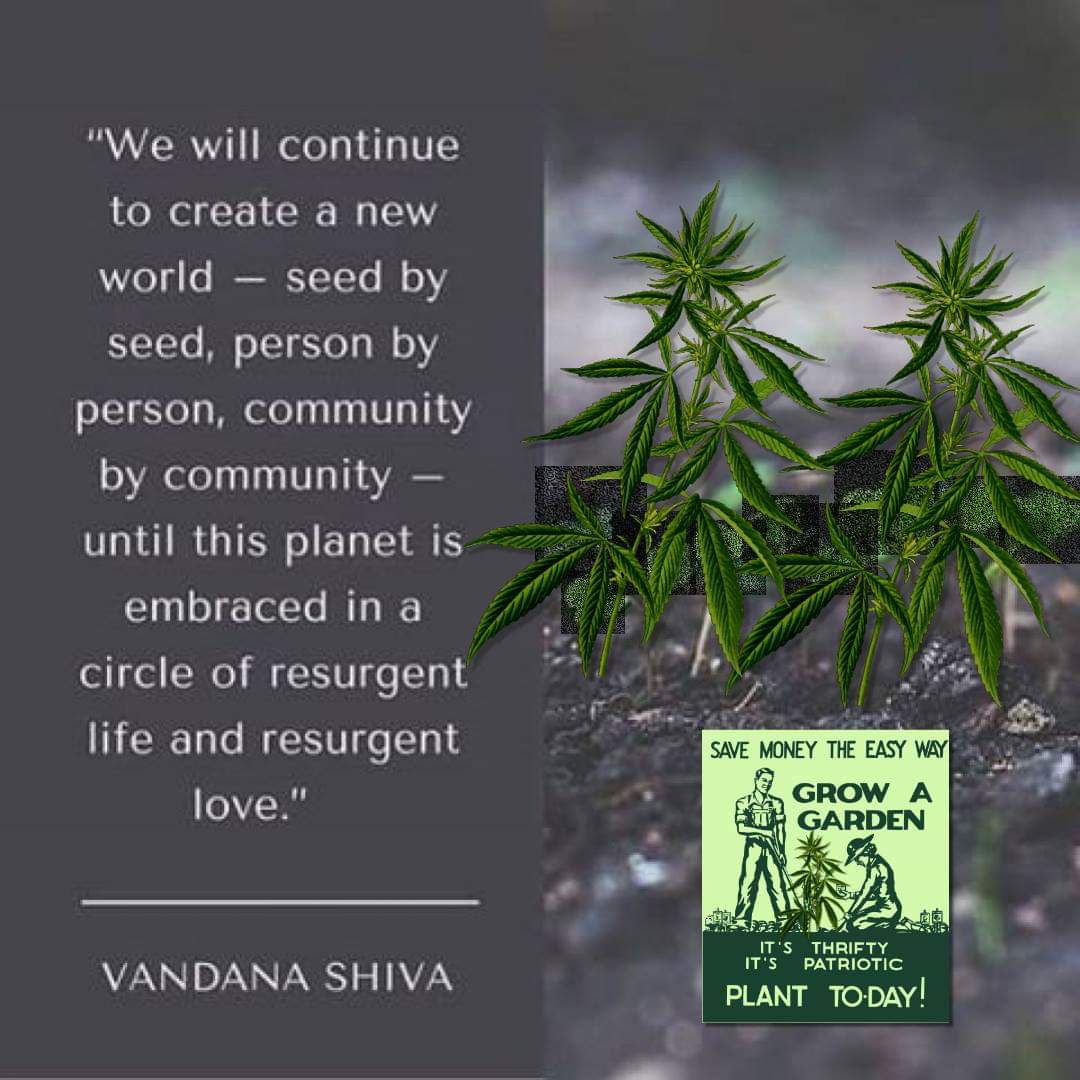 “We will continue
to create a new
world – seed by
seed, person by
person, community
by community –
until this planet is
embraced in a
circle of resurgent
life and resurgent
love.”
VANDANA SHIVA
SAVE MONEY THE EASY WAY
GROW A
GARDEN
IT'S THRIFTY
IT'S PATRIOTIC
PLANT TO·DAY!